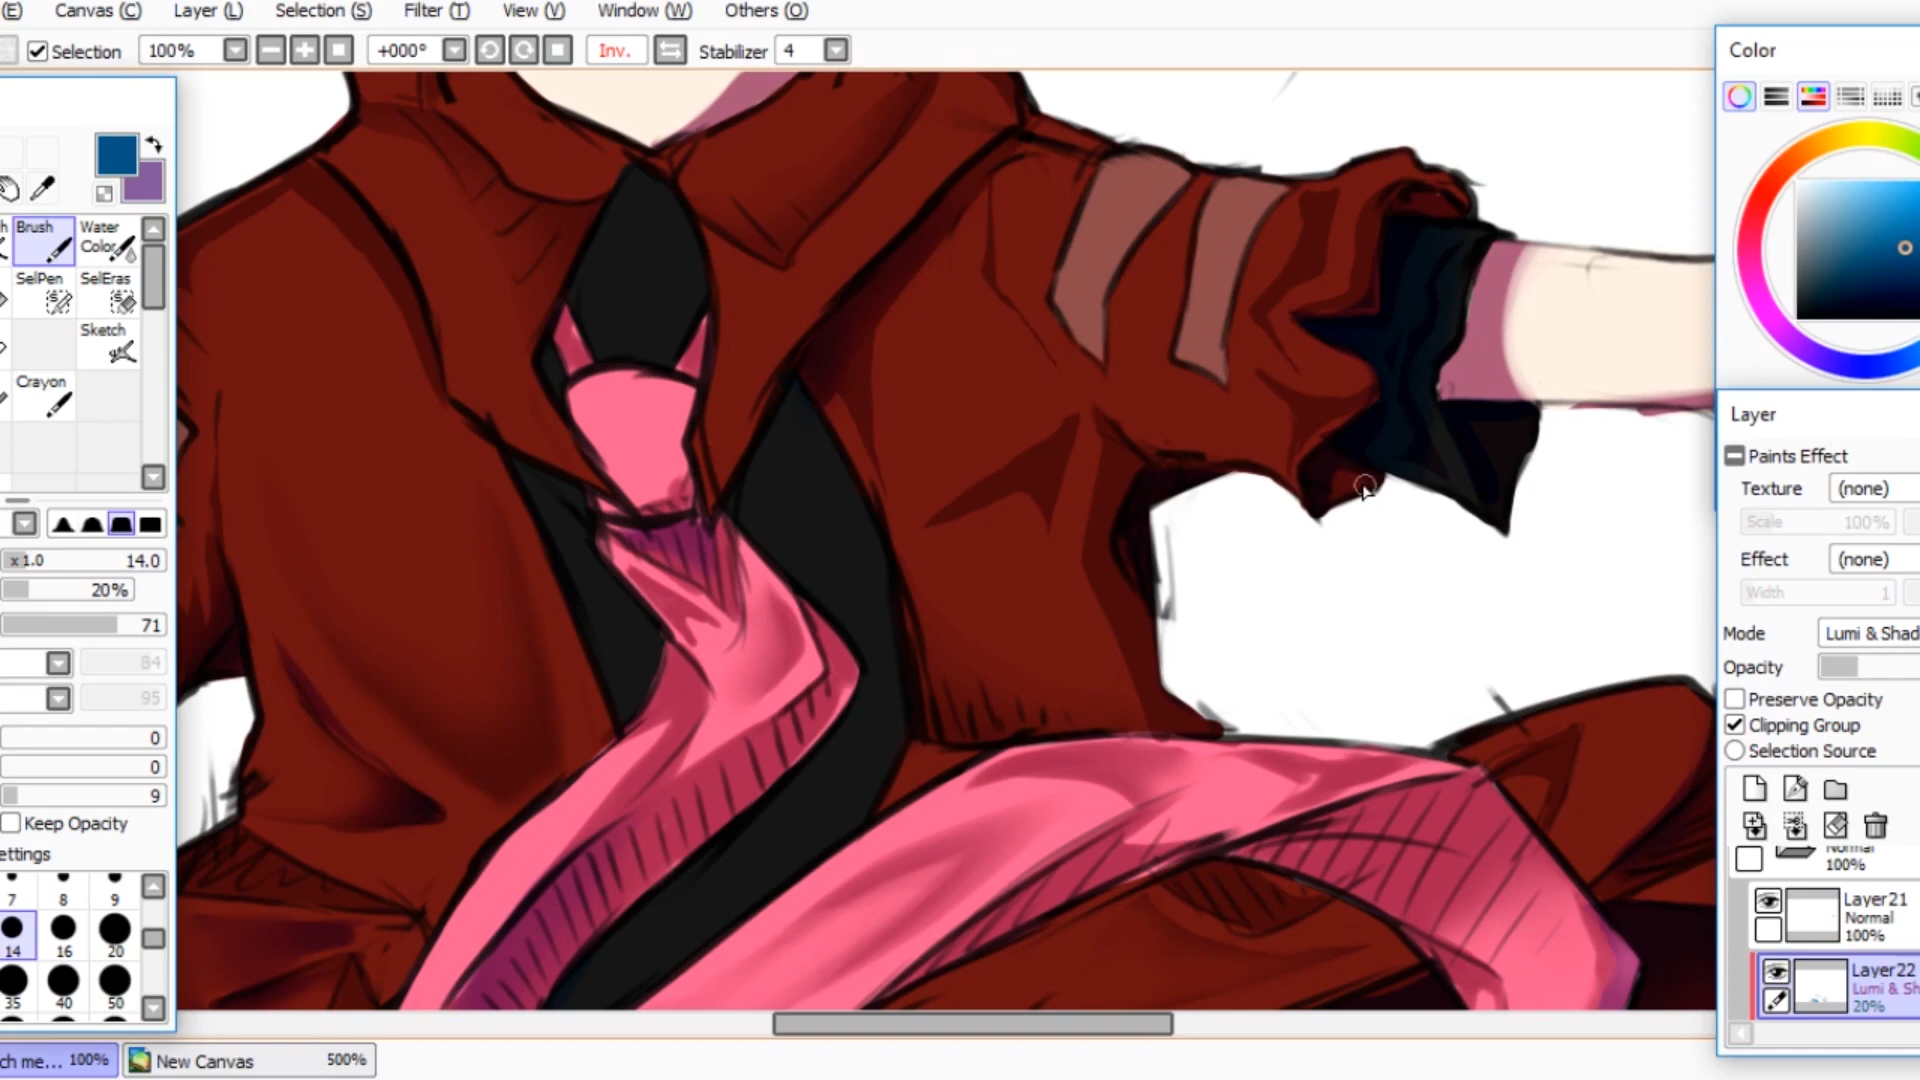 (E) Canvas (C) Layer (L) Selection (S) Filter (T) View (V) Window (W) Others (O)
Selection 100% +000° Inv. Stabilizer 4
Color
Brush
Water
Color
SelPen SelEras
Sketch
Crayon
x1.0 14.0
20%
71
84
95
0
0
9
Keep Opacity
ettings
7 8 9
14 16 20
35 40 50
Layer
Paints Effect
Texture (none)
Scale 100%
Effect (none)
Width 1
Mode Lumi & Shad
Opacity
Preserve Opacity
Clipping Group
Selection Source
Normal
100%
Layer21
Normal
100%
Layer22
Lumi & Sh
20%
ch me... 100% New Canvas 500%